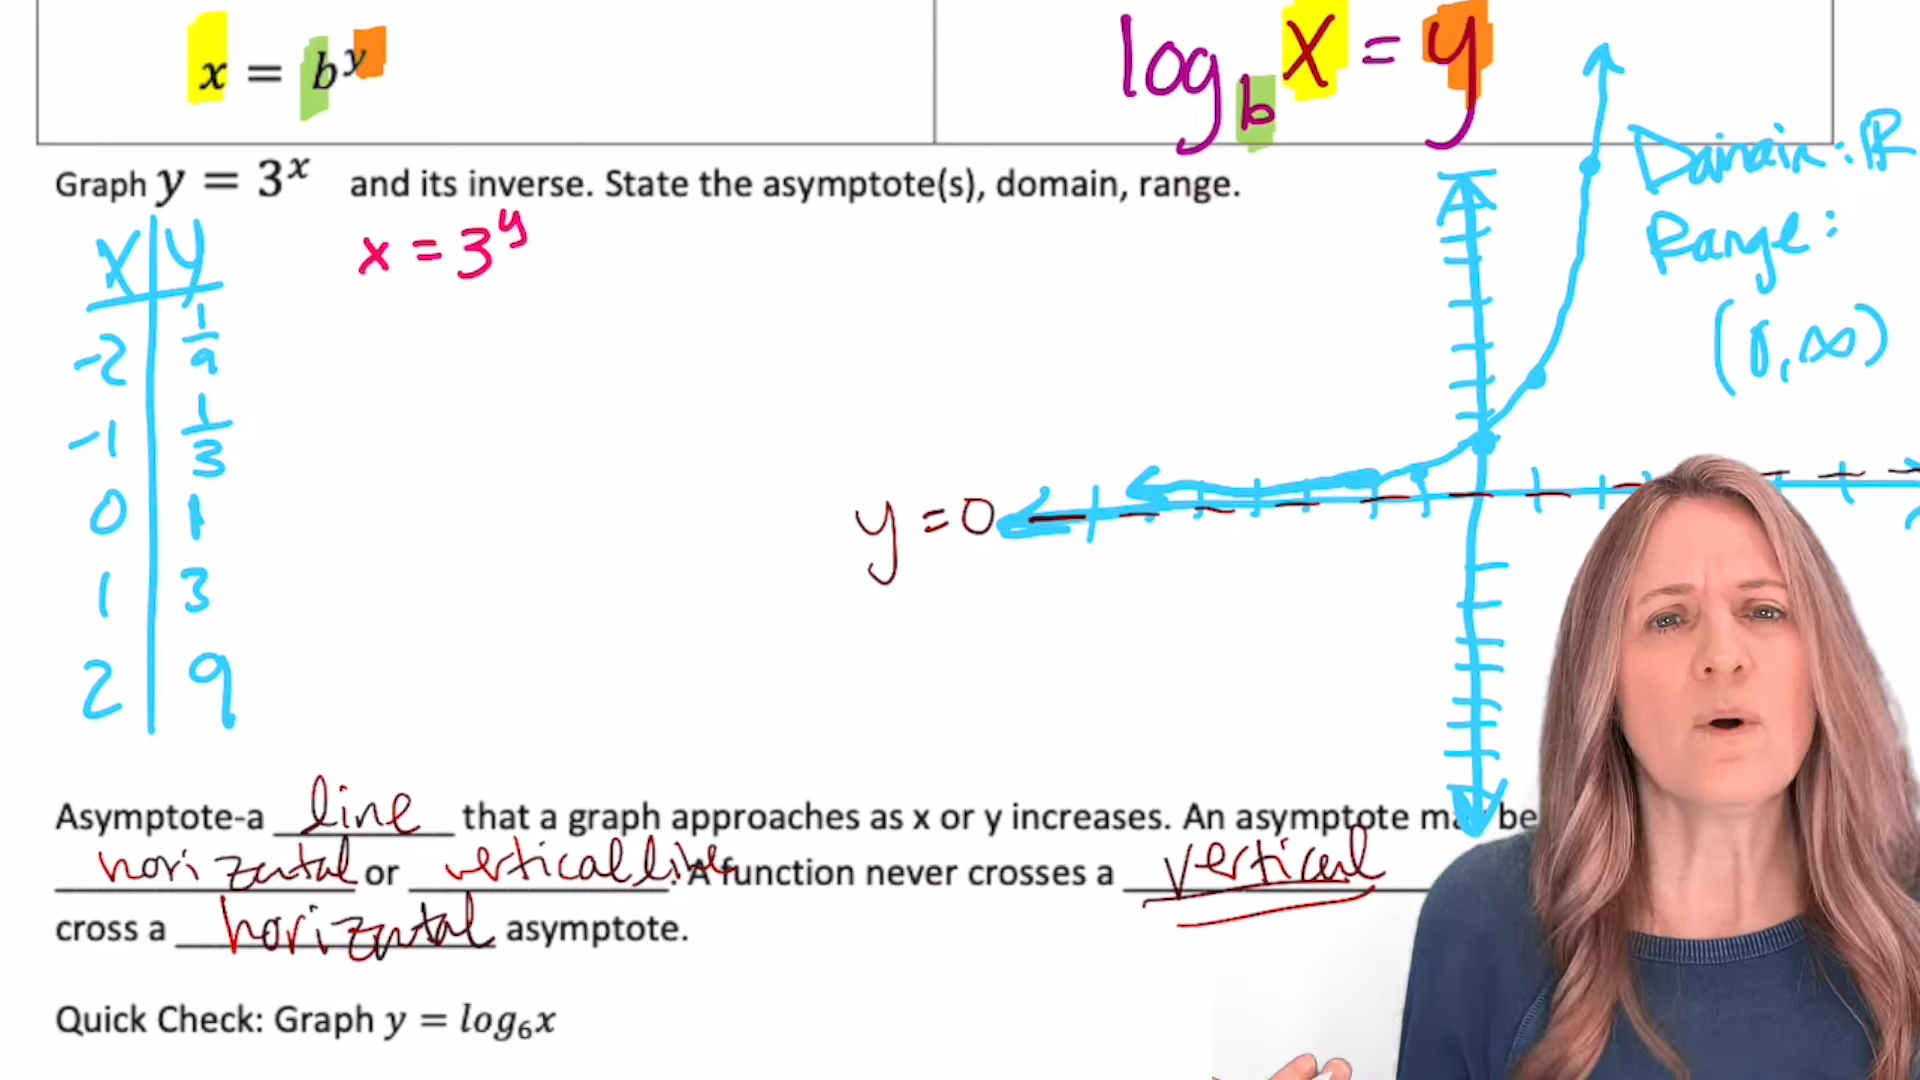 x = b^y
log_b x = y
Graph y = 3^x and its inverse. State the asymptote(s), domain, range.
x = 3^y
Domain: ℝ
Range:
(0, ∞)
x | y
-2 | 1/9
-1 | 1/3
0 | 1
1 | 3
2 | 9
y = 0
Asymptote-a line that a graph approaches as x or y increases. An asymptote may be
horizontal or vertical line. A function never crosses a vertical
cross a horizontal asymptote.
Quick Check: Graph y = log₆x